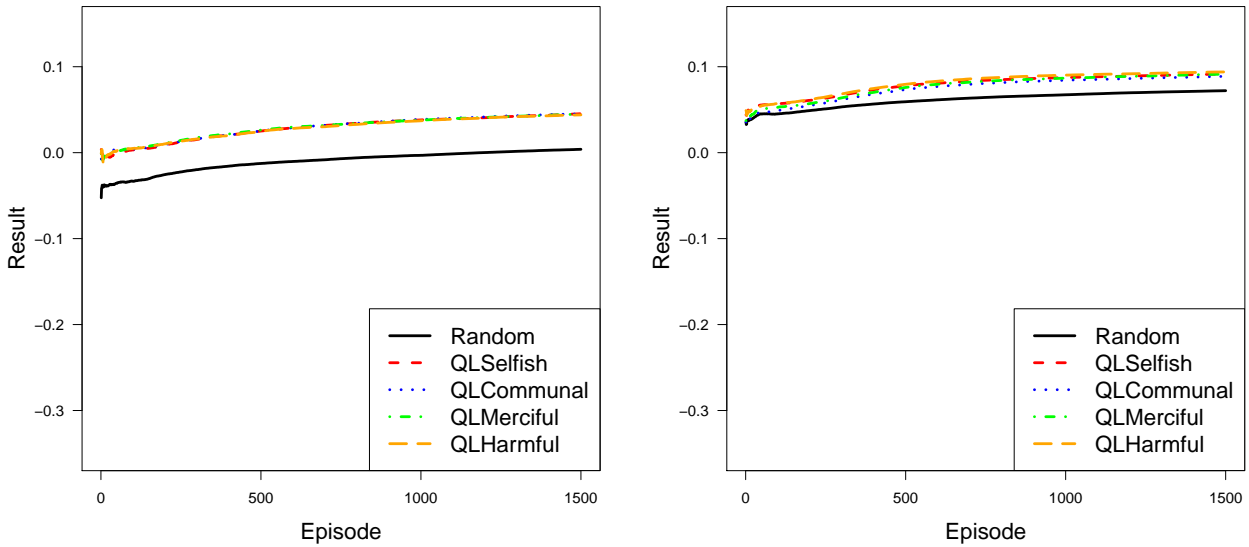 0.1
0.0
−0.1
−0.2
−0.3
Result
0
500
1000
1500
Episode
Random
QLSelfish
QLCommunal
QLMerciful
QLHarmful
0.1
0.0
−0.1
−0.2
−0.3
Result
0
500
1000
1500
Episode
Random
QLSelfish
QLCommunal
QLMerciful
QLHarmful